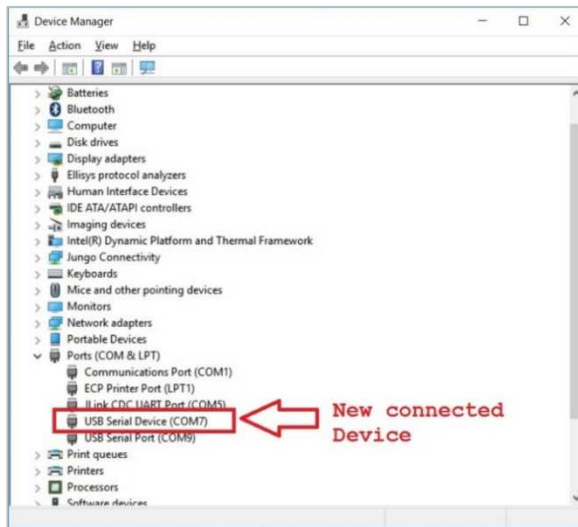 Device Manager
File Action View Help
Batteries
Bluetooth
Computer
Disk drives
Display adapters
Ellisys protocol analyzers
Human Interface Devices
IDE ATA/ATAPI controllers
Imaging devices
Intel(R) Dynamic Platform and Thermal Framework
Jungo Connectivity
Keyboards
Mice and other pointing devices
Monitors
Network adapters
Portable Devices
Ports (COM & LPT)
Communications Port (COM1)
ECP Printer Port (LPT1)
JLink CDC UART Port (COM5)
USB Serial Device (COM7)
USB Serial Port (COM9)
New connected
Device
Print queues
Printers
Processors
Software devices